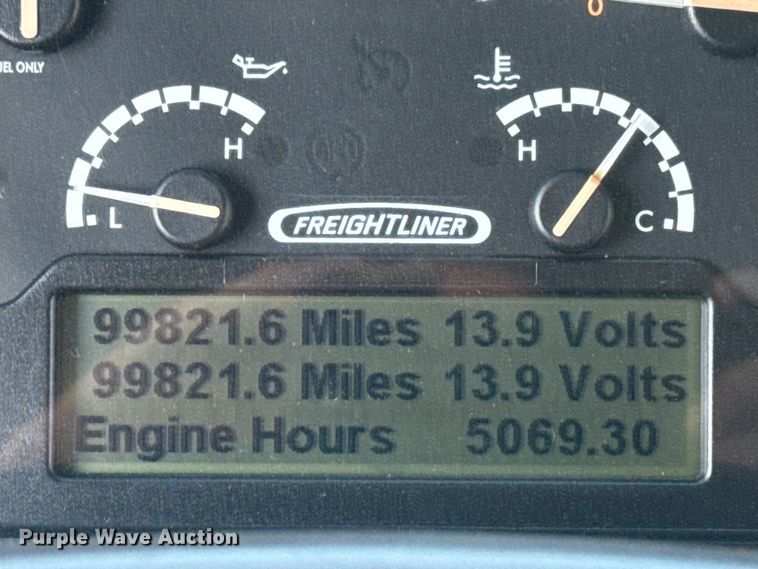 0
UEL ONLY
H
H
L
C
FREIGHTLINER
99821.6 Miles 13.9 Volts
99821.6 Miles 13.9 Volts
Engine Hours 5069.30
Purple Wave Auction